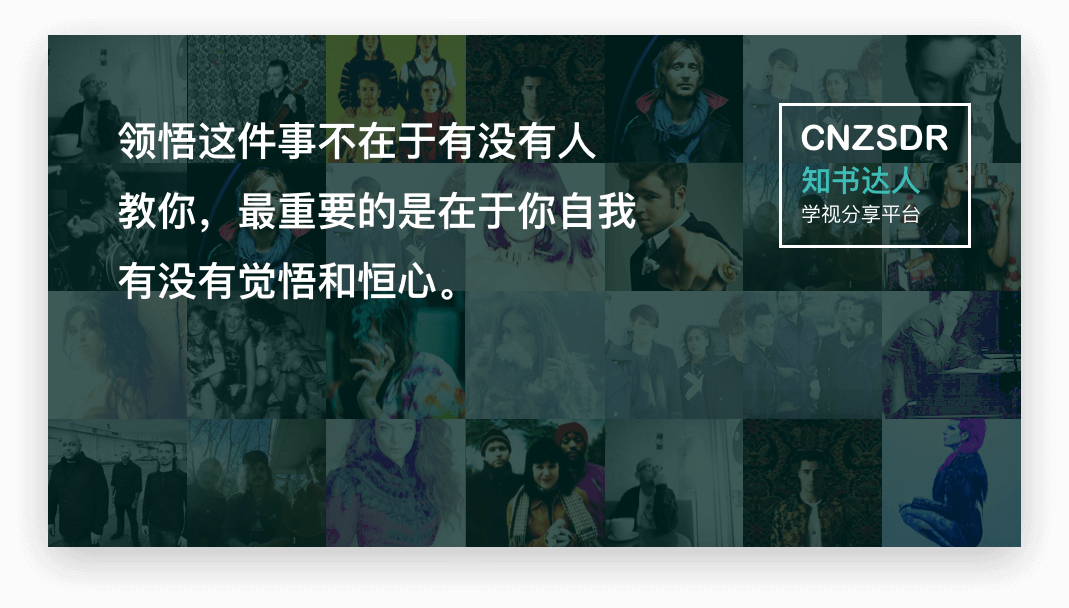 领悟这件事不在于有没有人
教你，最重要的是在于你自我
有没有觉悟和恒心。
CNZSDR
知书达人
学视分享平台